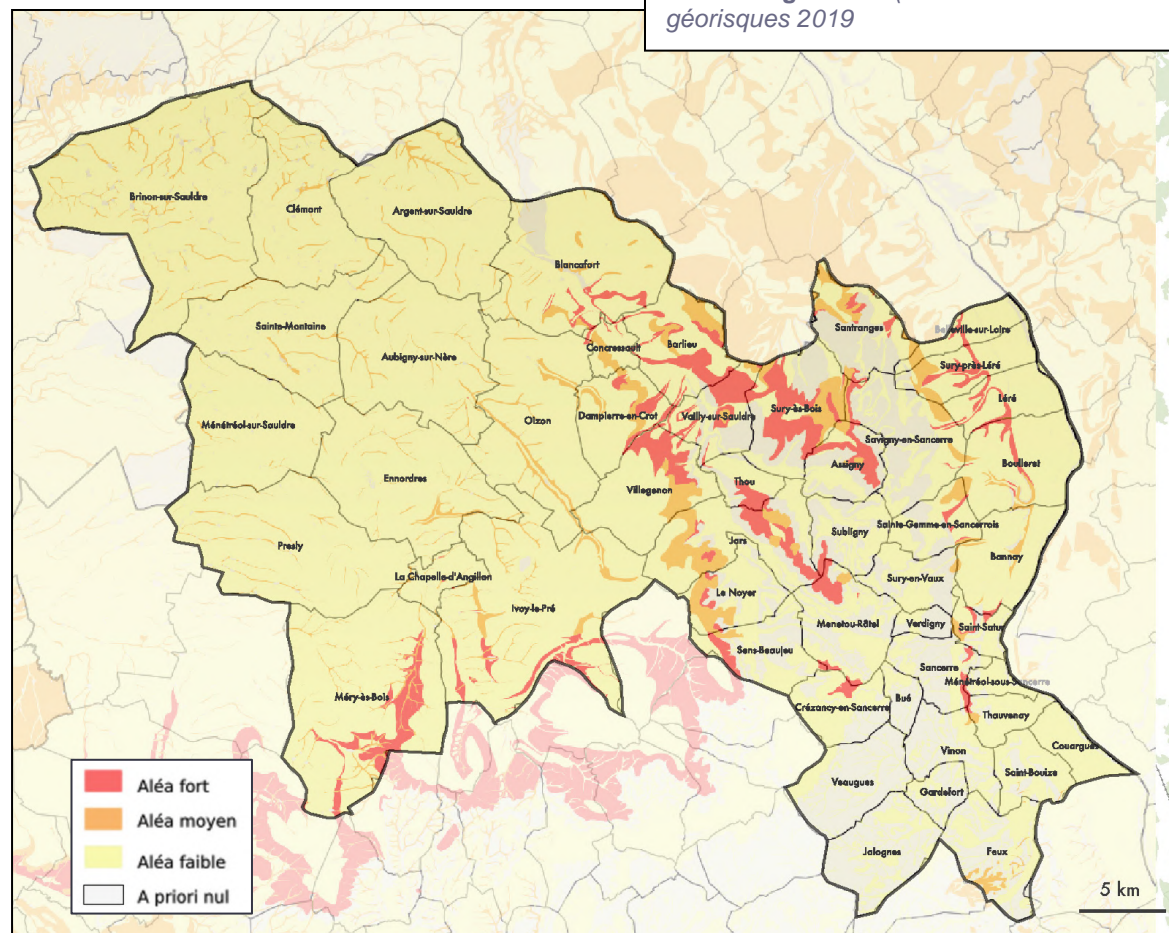 géorisques 2019
Brinon-sur-Sauldre
Clémont
Argent-sur-Sauldre
Blancafort
Santranges
Belleville-sur-Loire
Sainte-Montaine
Aubigny-sur-Nère
Concressault
Barlieu
Sury-près-Léré
Léré
Ménétréol-sur-Sauldre
Oizon
Dampierre-en-Crot
Vailly-sur-Sauldre
Sury-ès-Bois
Savigny-en-Sancerre
Assigny
Boulleret
Ennordres
Villegenon
Thou
Subligny
Sainte-Gemme-en-Sancerrois
Presly
Jars
Bannay
La Chapelle-d'Angillon
Sury-en-Vaux
Ivoy-le-Pré
Le Noyer
Menetou-Râtel
Verdigny
Saint-Satur
Sens-Beaujeu
Sancerre
Méry-ès-Bois
Ménétréol-sous-Sancerre
Crézancy-en-Sancerre
Bué
Thauvenay
Vinon
Couargues
Saint-Bouize
Veaugues
Gardefort
Jalognes
Feux
Aléa fort
Aléa moyen
Aléa faible
A priori nul
5 km